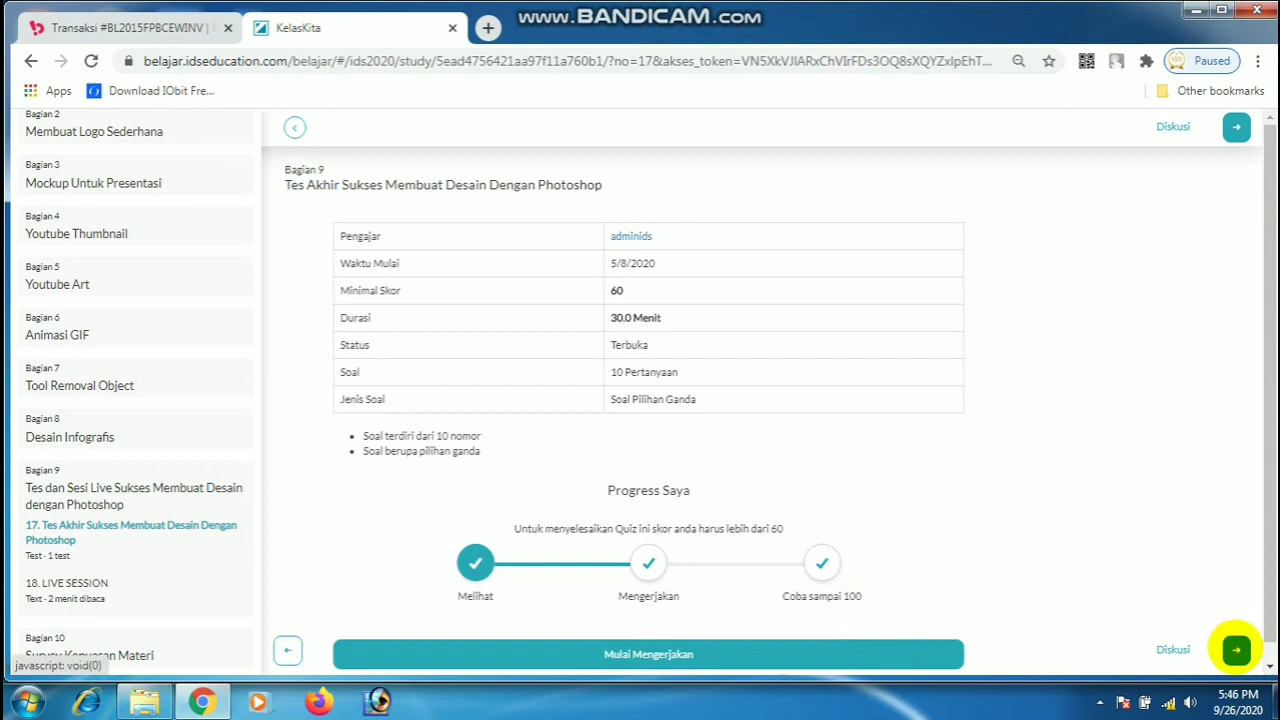 www.BANDICAM.com
Transaksi #BL2015FPBCEWINV |
KelasKita
belajar.idseducation.com/belajar/#/ids2020/study/5ead4756421aa97f11a760b1/?no=17&akses_token=VN5XkVJlARxChVIrFDs3OQ8sXQYZxlpEhT...
Paused
Apps
Download IObit Fre...
Other bookmarks
Bagian 2
Membuat Logo Sederhana
Bagian 3
Mockup Untuk Presentasi
Bagian 4
Youtube Thumbnail
Bagian 5
Youtube Art
Bagian 6
Animasi GIF
Bagian 7
Tool Removal Object
Bagian 8
Desain Infografis
Bagian 9
Tes dan Sesi Live Sukses Membuat Desain
dengan Photoshop
17. Tes Akhir Sukses Membuat Desain Dengan
Photoshop
Test - 1 test
18. LIVE SESSION
Text - 2 menit dibaca
Bagian 10
Survey Kepuasan Materi
javascript: void(0)
Diskusi
Bagian 9
Tes Akhir Sukses Membuat Desain Dengan Photoshop
Pengajar adminids
Waktu Mulai 5/8/2020
Minimal Skor 60
Durasi 30.0 Menit
Status Terbuka
Soal 10 Pertanyaan
Jenis Soal Soal Pilihan Ganda
Soal terdiri dari 10 nomor
Soal berupa pilihan ganda
Progress Saya
Untuk menyelesaikan Quiz ini skor anda harus lebih dari 60
Melihat Mengerjakan Coba sampai 100
Mulai Mengerjakan
Diskusi
5:46 PM
9/26/2020